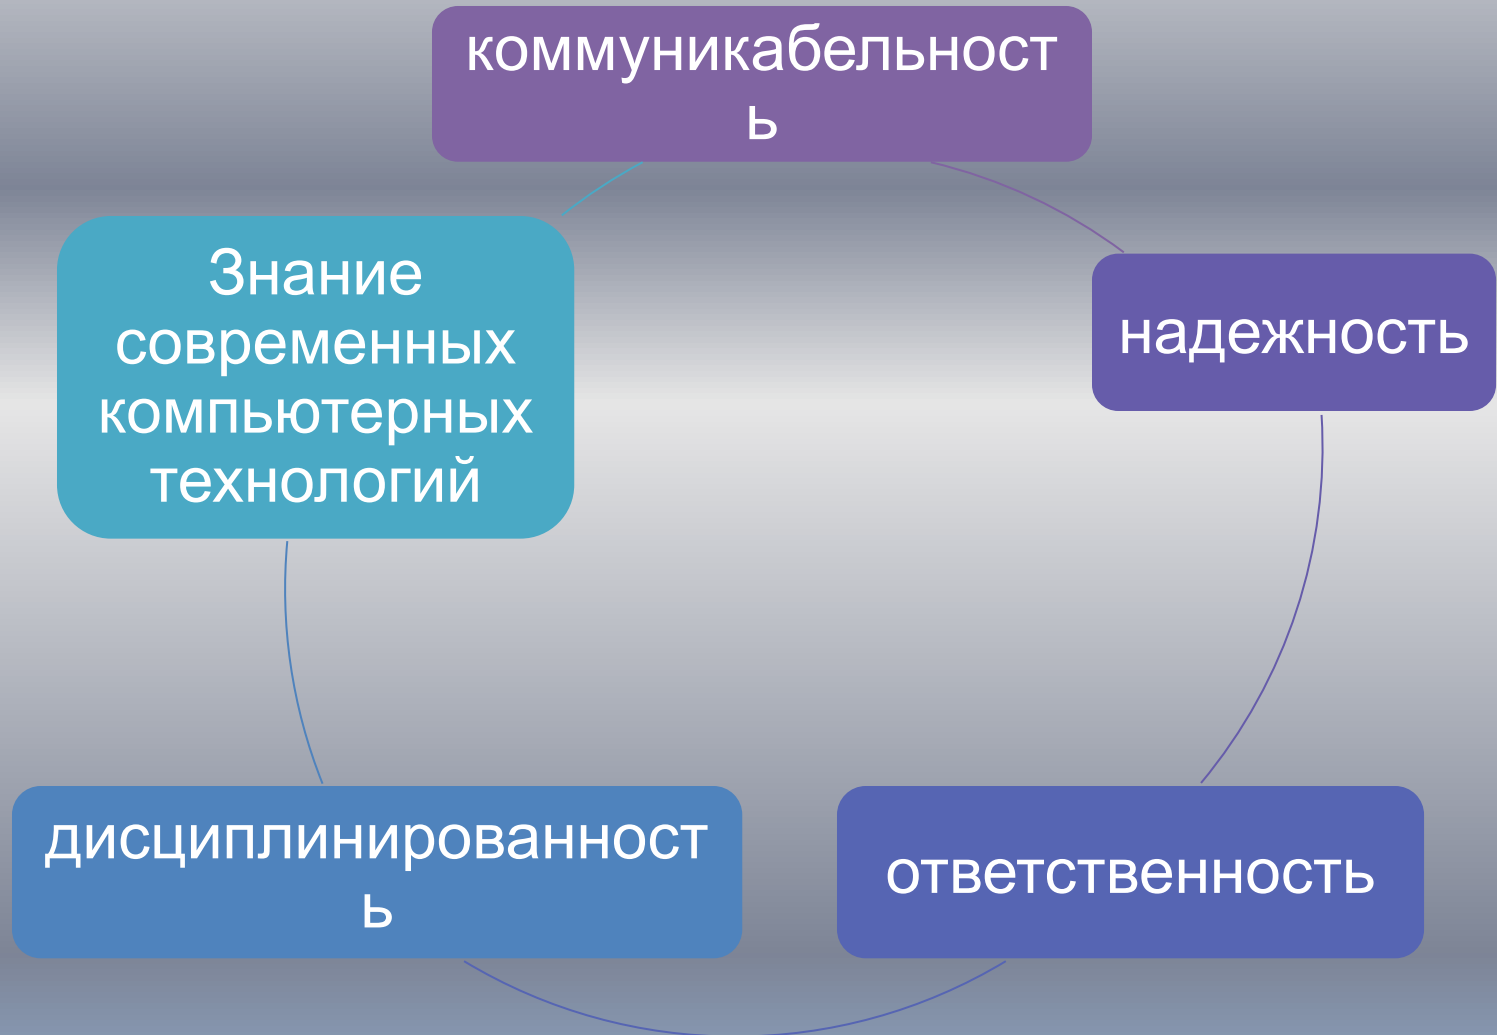 коммуникабельност
ь
надежность
ответственность
дисциплинированност
ь
Знание
современных
компьютерных
технологий